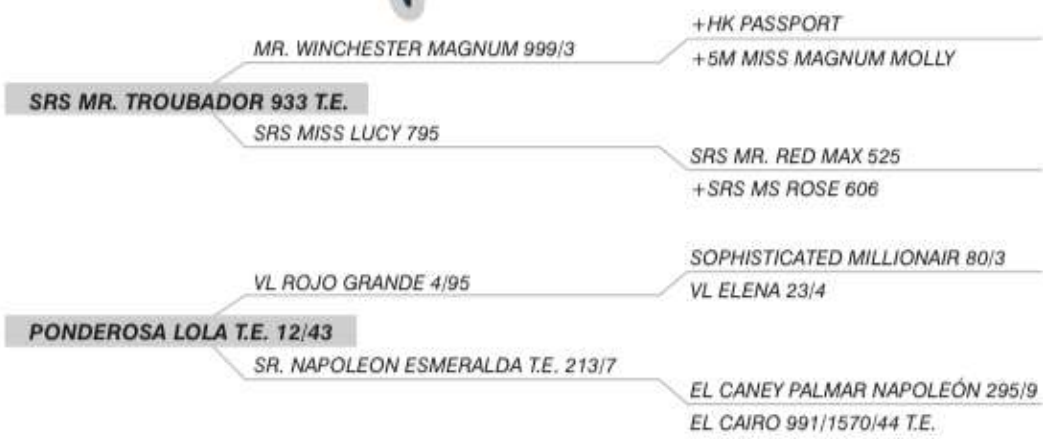 +HK PASSPORT
MR. WINCHESTER MAGNUM 999/3
+5M MISS MAGNUM MOLLY
SRS MR. TROUBADOR 933 T.E.
SRS MISS LUCY 795
SRS MR. RED MAX 525
+SRS MS ROSE 606
SOPHISTICATED MILLIONAIR 80/3
VL ROJO GRANDE 4/95
VL ELENA 23/4
PONDEROSA LOLA T.E. 12/43
SR. NAPOLEON ESMERALDA T.E. 213/7
EL CANEY PALMAR NAPOLEÓN 295/9
EL CAIRO 991/1570/44 T.E.